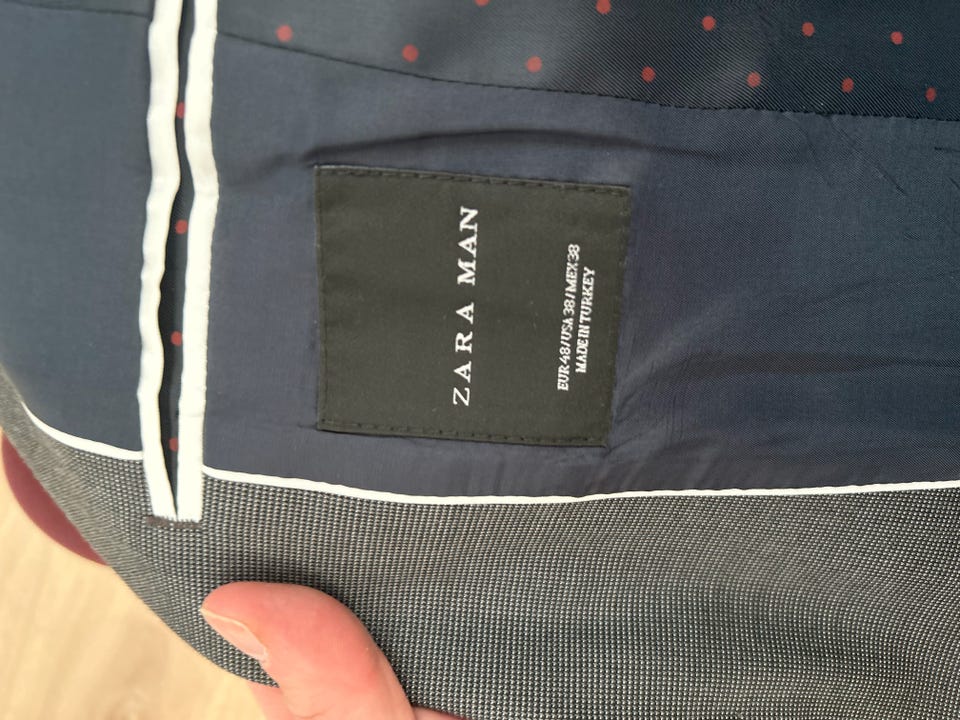 ZARA MAN
EUR 48/USA 38/MEX 38
MADE IN TURKEY